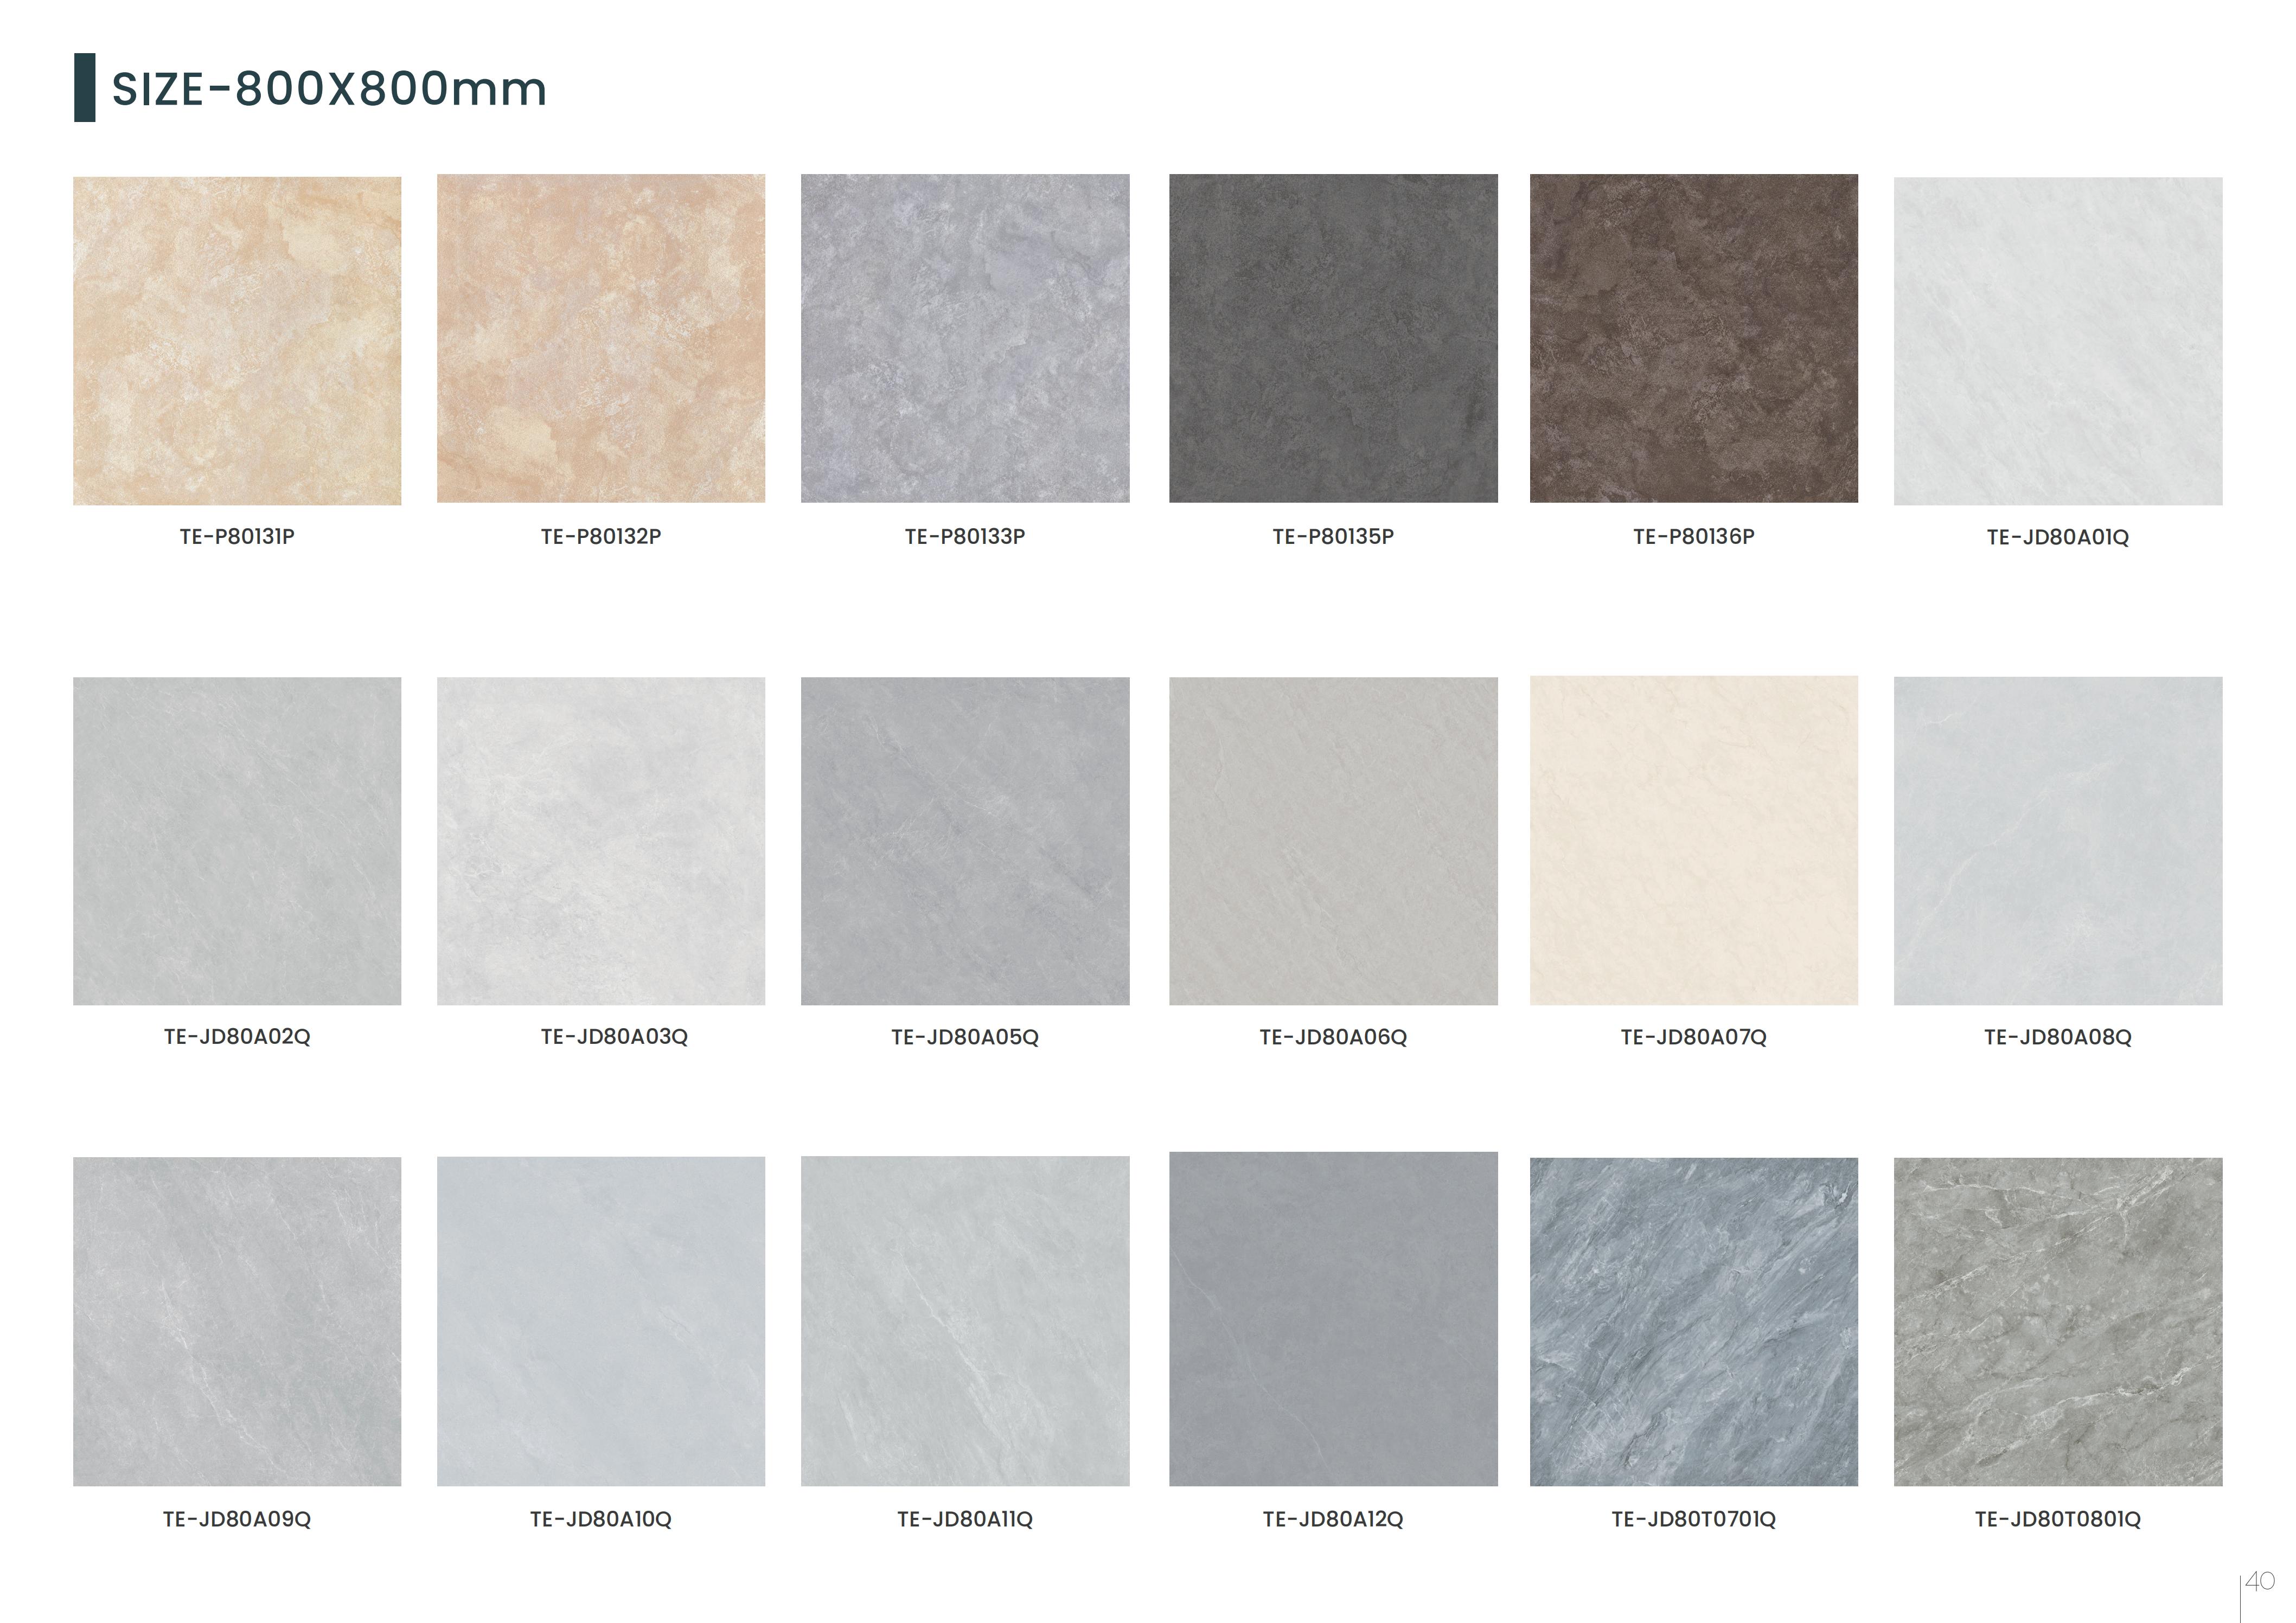 SIZE-800X800mm
TE-P80131P
TE-P80132P
TE-P80133P
TE-P80135P
TE-P80136P
TE-JD80A01Q
TE-JD80A02Q
TE-JD80A03Q
TE-JD80A05Q
TE-JD80A06Q
TE-JD80A07Q
TE-JD80A08Q
TE-JD80A09Q
TE-JD80A10Q
TE-JD80A11Q
TE-JD80A12Q
TE-JD80T0701Q
TE-JD80T0801Q
40